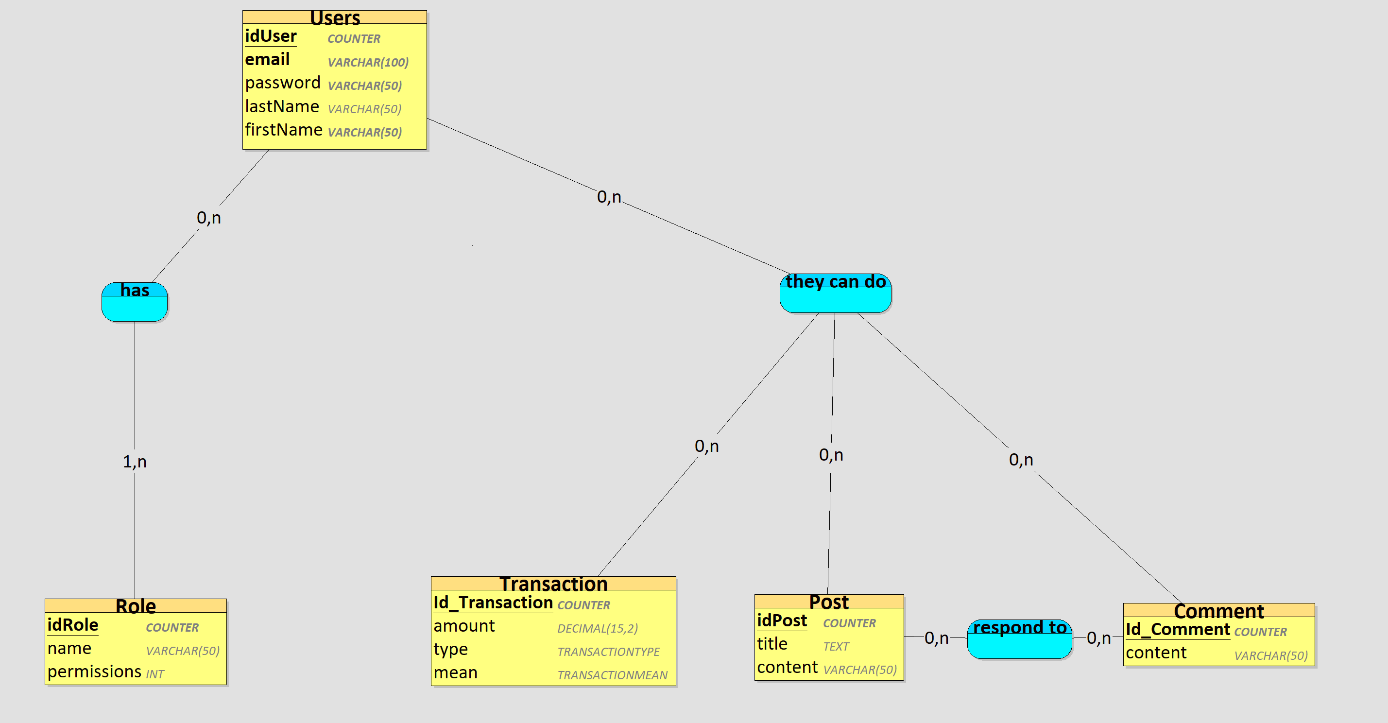 Users
idUser COUNTER
email VARCHAR(100)
password VARCHAR(50)
lastName VARCHAR(50)
firstName VARCHAR(50)
0,n
0,n
has
they can do
1,n
0,n
0,n
0,n
Role
idRole COUNTER
name VARCHAR(50)
permissions INT
Transaction
Id_Transaction COUNTER
amount DECIMAL(15,2)
type TRANSACTIONTYPE
mean TRANSACTIONMEAN
Post
idPost COUNTER
title TEXT
content VARCHAR(50)
0,n
respond to
0,n
Comment
Id_Comment COUNTER
content VARCHAR(50)